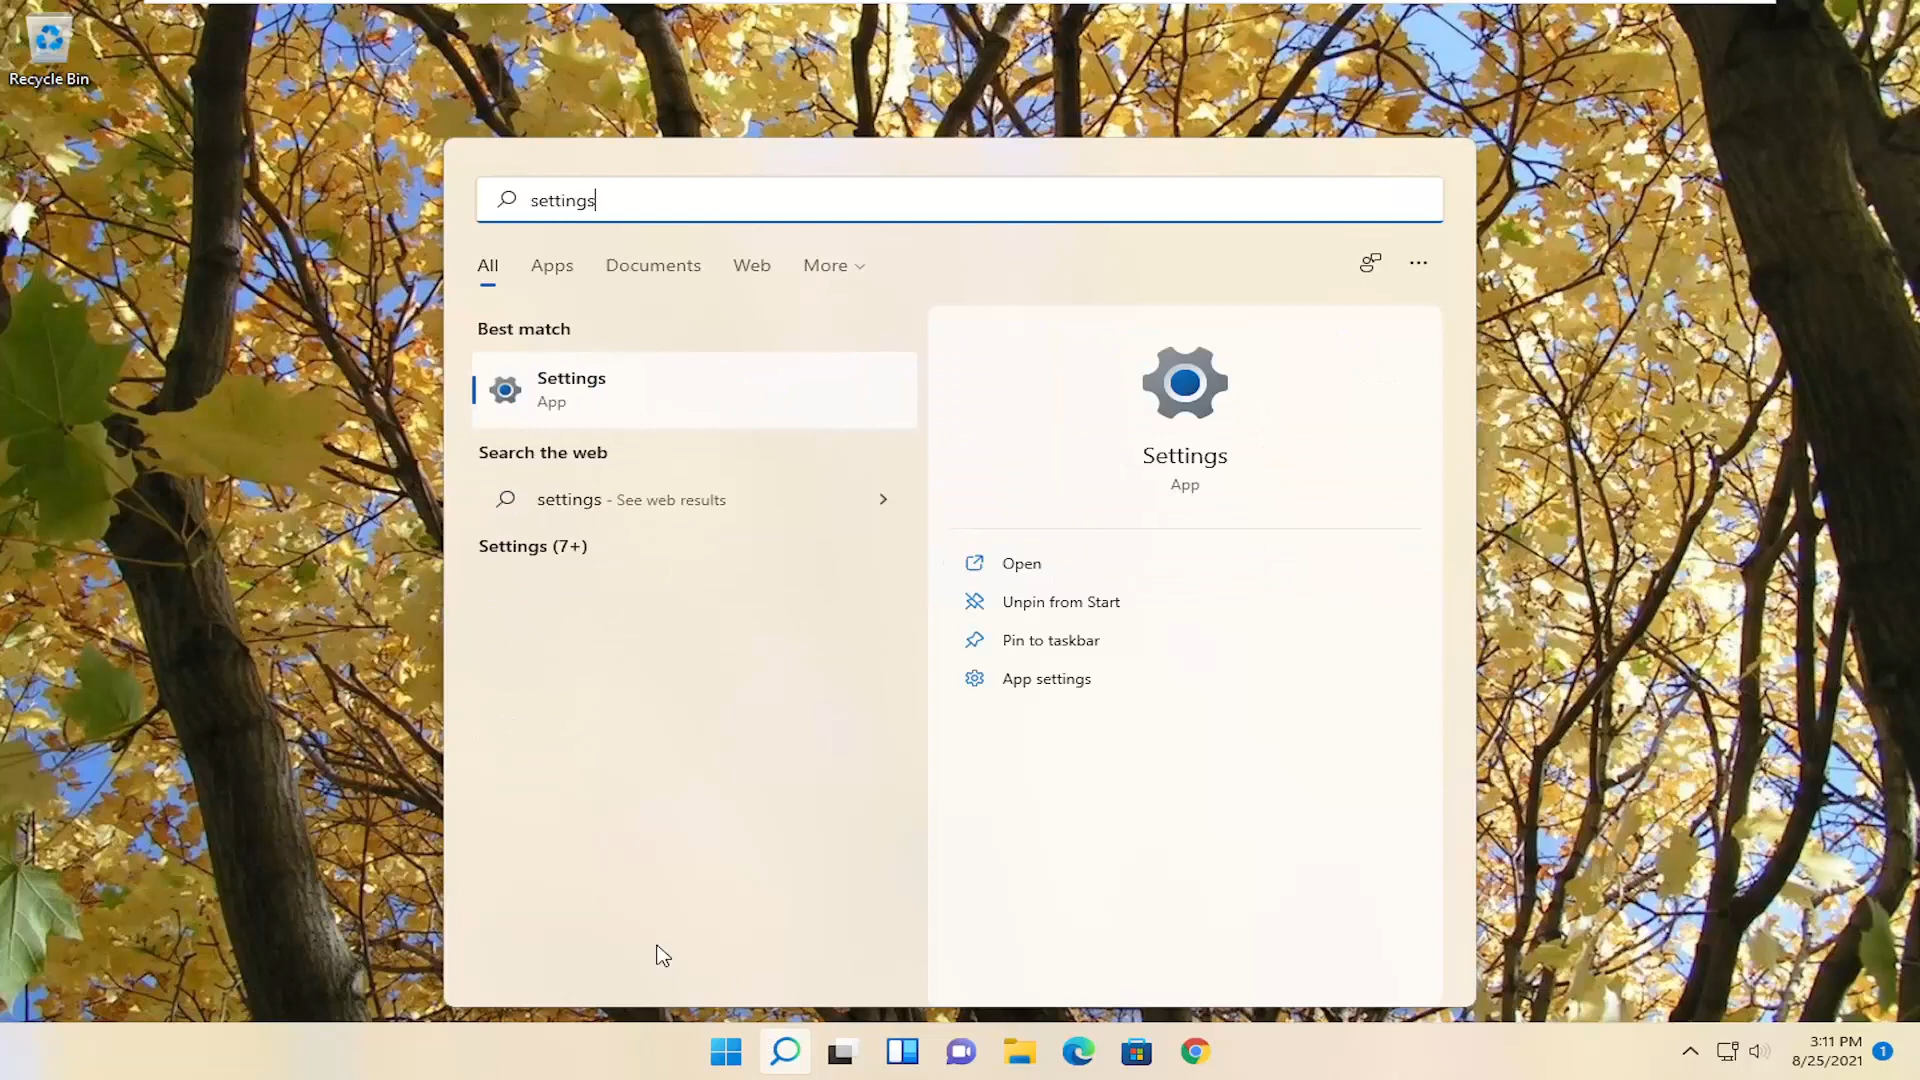 Recycle Bin
settings
All Apps Documents Web More
Best match
Settings
App
Search the web
settings - See web results
Settings (7+)
Settings
App
Open
Unpin from Start
Pin to taskbar
App settings
3:11 PM
8/25/2021
1